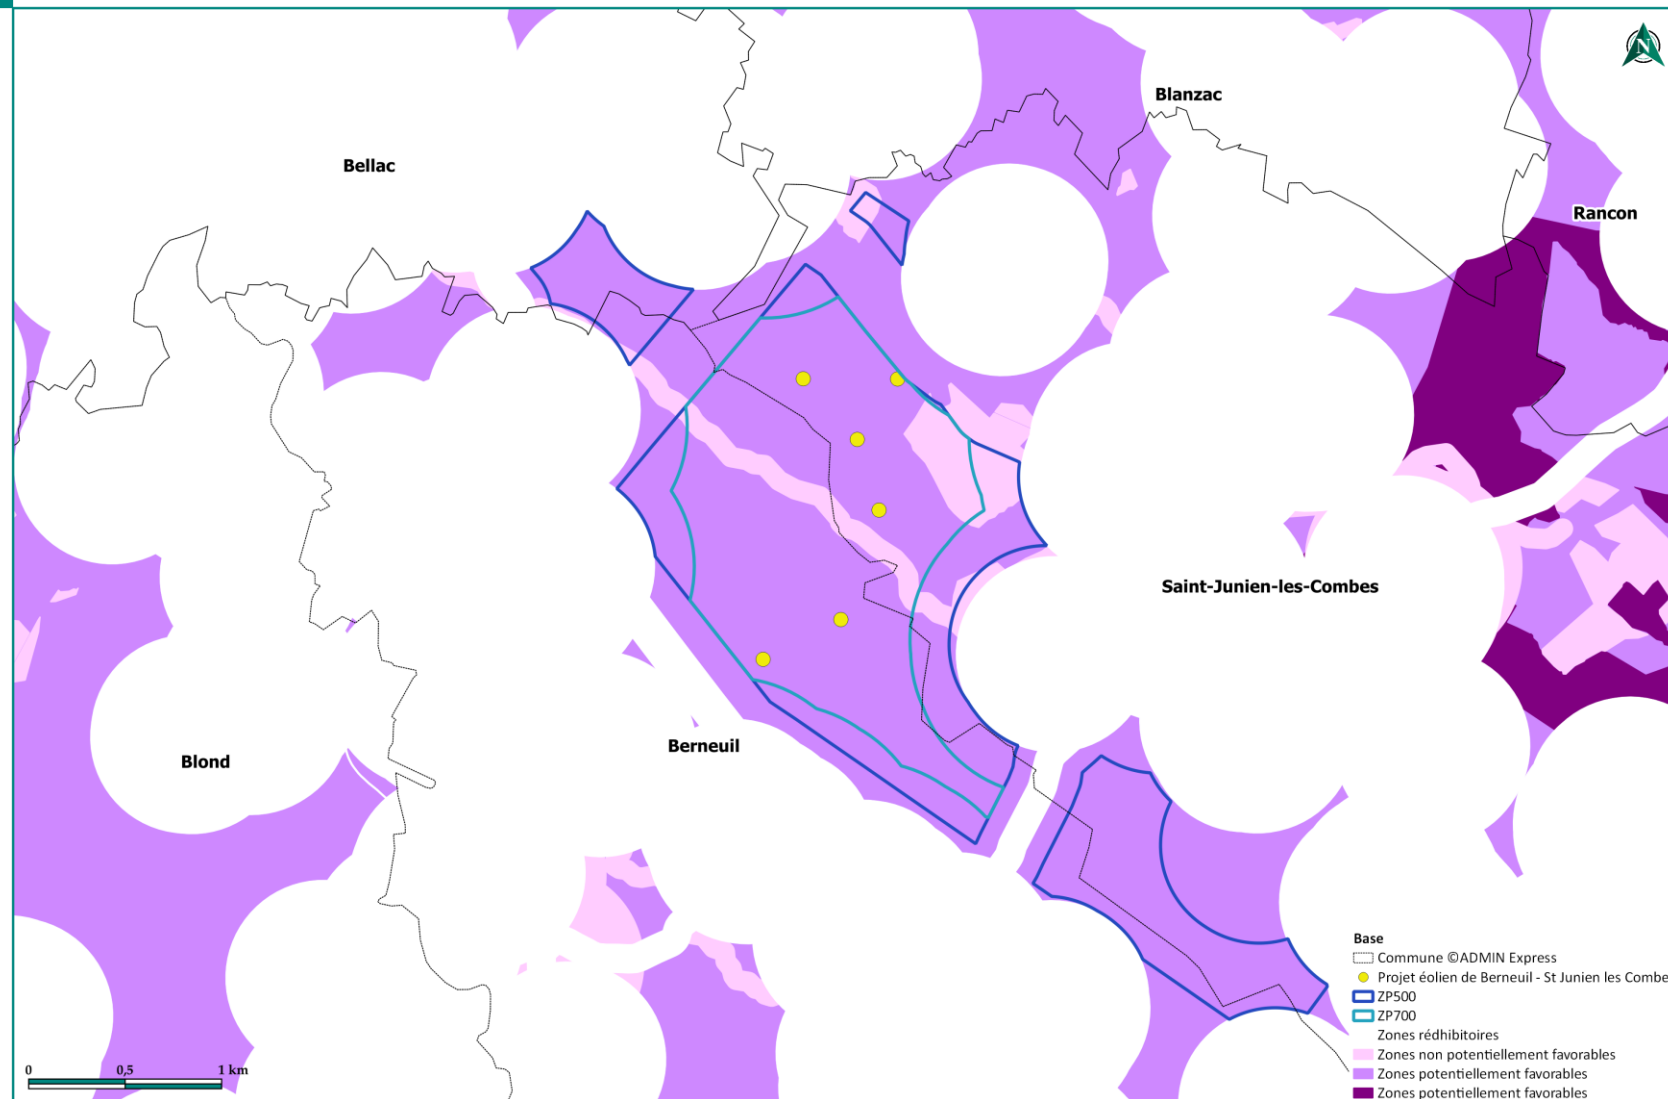 N
Blanzac
Bellac
Rancon
Saint-Junien-les-Combes
Berneuil
Blond
Base
Commune ©ADMIN Express
Projet éolien de Berneuil - St Junien les Combe
ZP500
ZP700
Zones rédhibitoires
Zones non potentiellement favorables
Zones potentiellement favorables
Zones potentiellement favorables
0 0,5 1 km